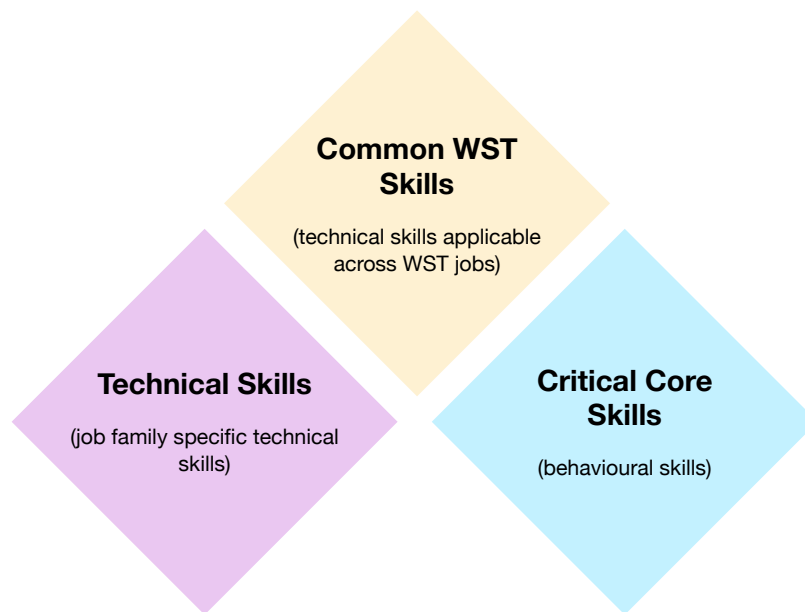 Common WST
Skills
(technical skills applicable
across WST jobs)
Technical Skills
(job family specific technical
skills)
Critical Core
Skills
(behavioural skills)